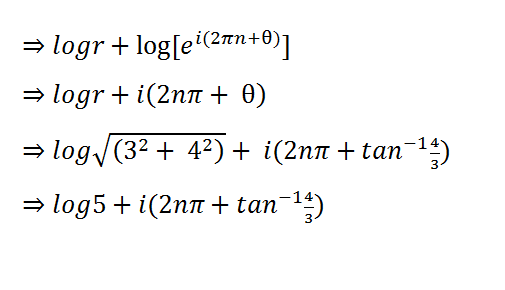 ⇒ logr + log[e^{i(2πn+θ)}]
⇒ logr + i(2nπ + θ)
⇒ log√(3² + 4²) + i(2nπ + tan⁻¹ 4/3)
⇒ log5 + i(2nπ + tan⁻¹ 4/3)